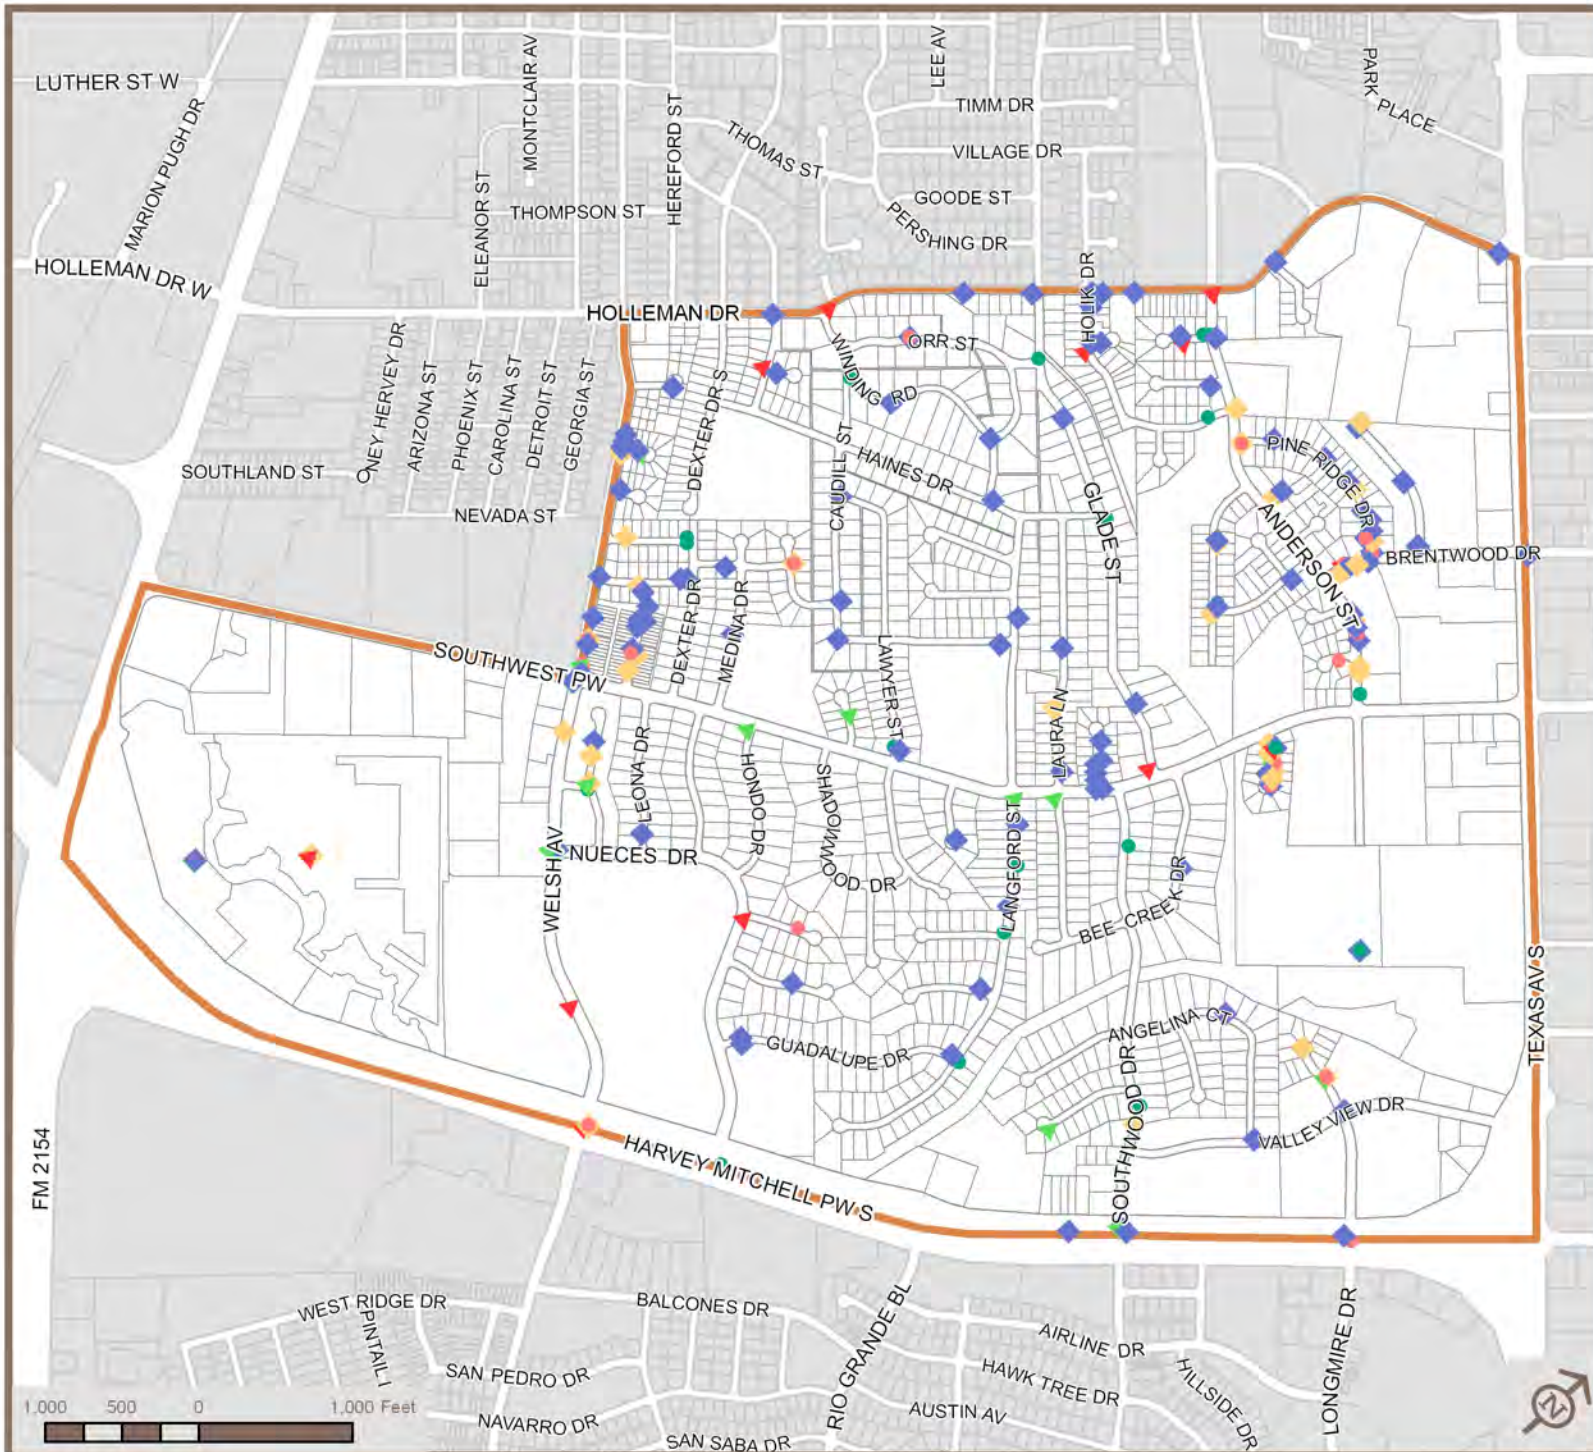 LUTHER ST W
MARION PUGH DR
MONTCLAIR AV
HEREFORD ST
LEE AV
TIMM DR
PARK PLACE
THOMAS ST
VILLAGE DR
ELEANOR ST
THOMPSON ST
GOODE ST
PERSHING DR
HOLLEMAN DR W
HOLLEMAN DR
HOLIK DR
ORR ST
WINDING RD
ONEY HERVEY DR
ARIZONA ST
PHOENIX ST
CAROLINA ST
DETROIT ST
GEORGIA ST
DEXTER DR S
SOUTHLAND ST
NEVADA ST
CAUDILL ST
HAINES DR
GLADE ST
PINE RIDGE DR
ANDERSON ST
BRENTWOOD DR
SOUTHWEST PW
DEXTER DR
MEDINA DR
LAWYER ST
LAURA LN
LEONA DR
HONDO DR
SHADOWWOOD DR
LANGFORD ST
NUECES DR
WELSH AV
BEE CREEK DR
ANGELINA CT
GUADALUPE DR
SOUTHWOOD DR
VALLEY VIEW DR
TEXAS AV S
FM 2154
HARVEY MITCHELL PW S
WEST RIDGE DR
PINTAIL
BALCONES DR
RIO GRANDE BL
AIRLINE DR
SAN PEDRO DR
HAWK TREE DR
HILLSIDE DR
LONGMIRE DR
NAVARRO DR
AUSTIN AV
SAN SABA DR
1,000 500 0 1,000 Feet
N